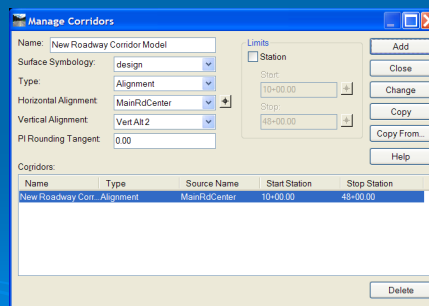 Manage Corridors
Name: New Roadway Corridor Model
Surface Symbology: design
Type: Alignment
Horizontal Alignment: MainRdCenter
Vertical Alignment: Vert Alt 2
PI Rounding Tangent: 0.00
Limits
Station
Start:
10+00.00
Stop:
48+00.00
Add
Close
Change
Copy
Copy From...
Help
Corridors:
Name Type Source Name Start Station Stop Station
New Roadway Corr... Alignment MainRdCenter 10+00.00 48+00.00
Delete